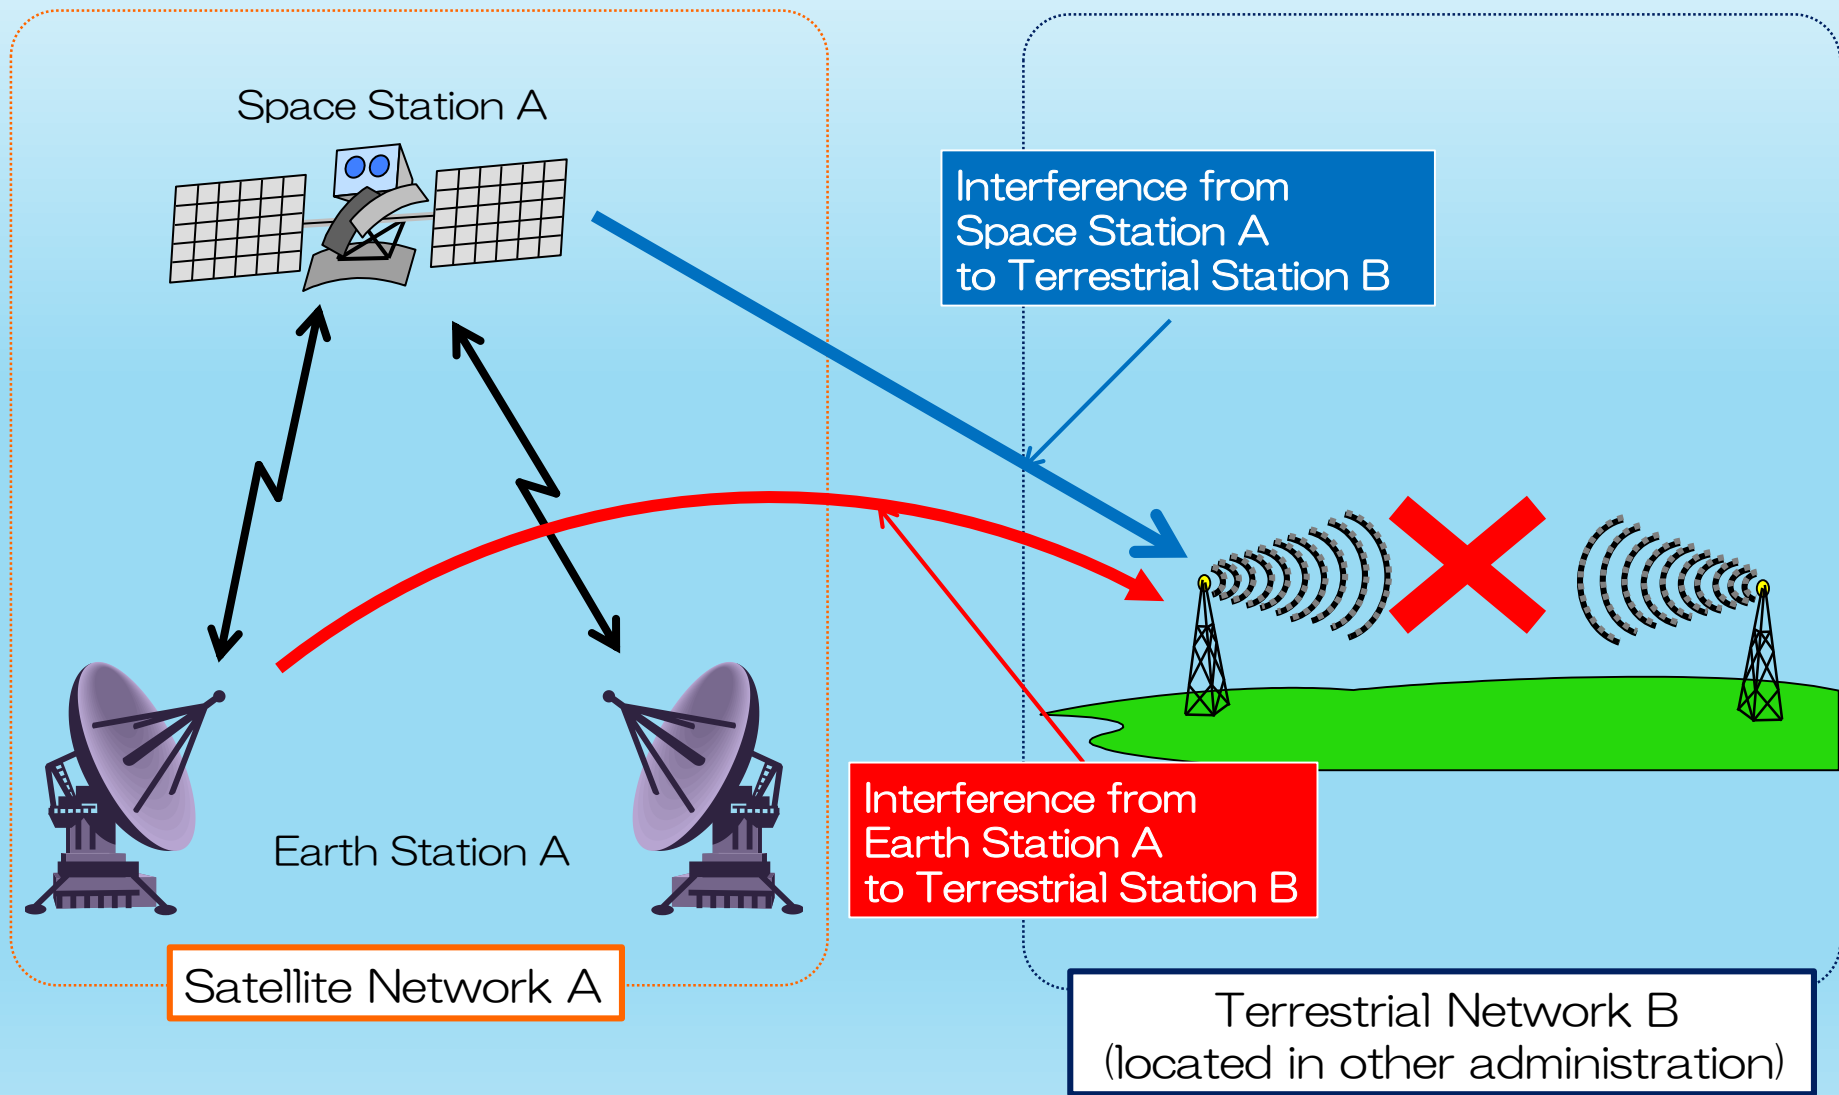 Space Station A
Interference from
Space Station A
to Terrestrial Station B
Interference from
Earth Station A
to Terrestrial Station B
Earth Station A
Satellite Network A
Terrestrial Network B
(located in other administration)